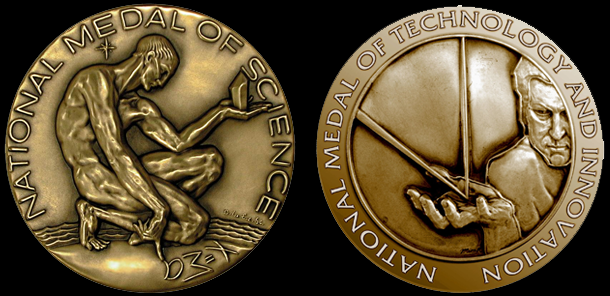 NATIONAL MEDAL OF SCIENCE
NATIONAL MEDAL OF TECHNOLOGY AND INNOVATION